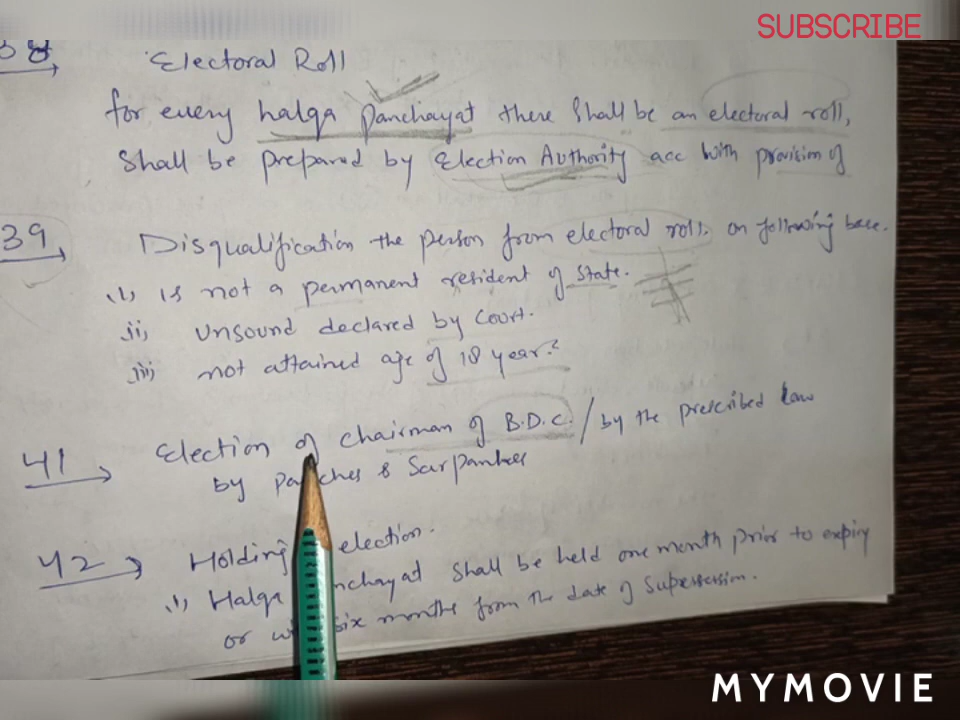 SUBSCRIBE
38 Electoral Roll
for every halqa Panchayat there shall be an electoral roll,
Shall be prepared by Election Authority acc with provision of
39 Disqualification the person from electoral roll. on following base.
(i) is not a permanent resident of State.
(ii) Unsound declared by Court.
(iii) not attained age of 18 year.
41 Election of Chairman of B.D.C. / by the prescribed law
by & Sarpanches
42 Holding election.
(i) Halqa shall be held one month prior to expiry
or six months from the date of Supersession.
MYMOVIE